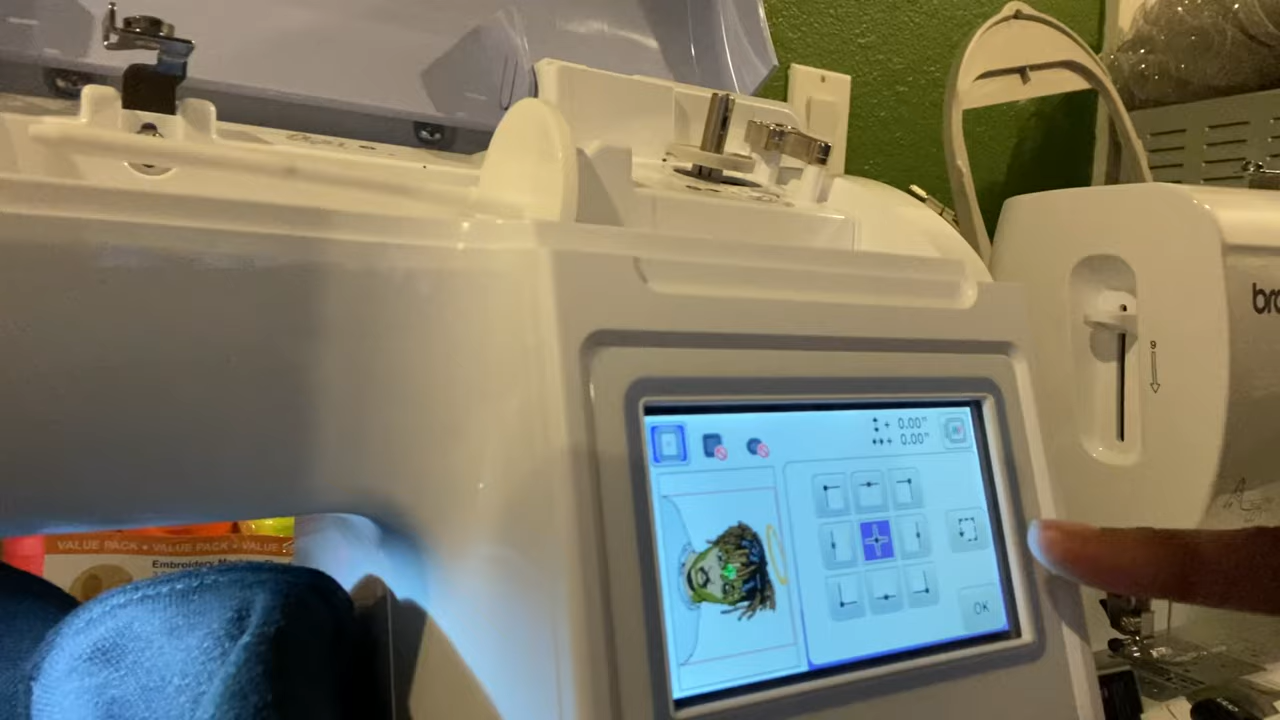 + 0.00"
+ 0.00"
bro
9
OK
VALUE PACK • VALUE PACK • VALUE
Embroidery